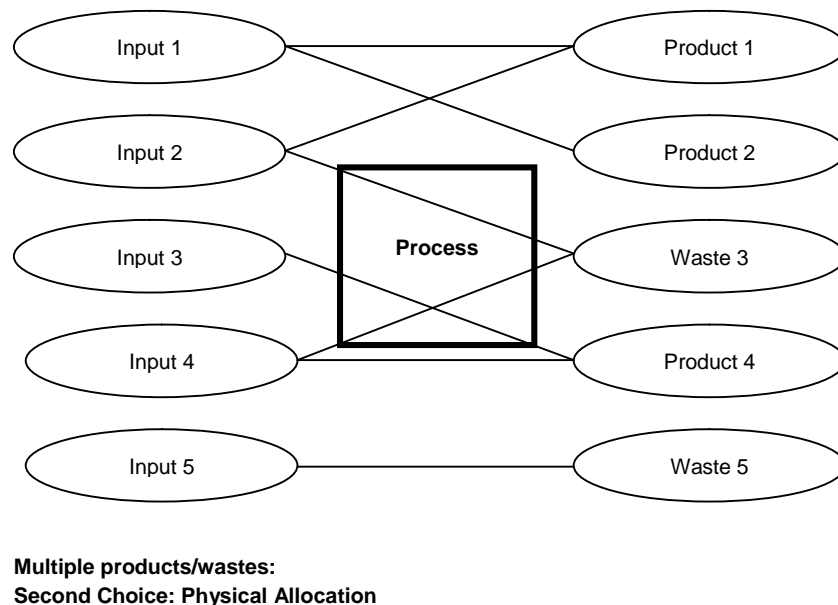 Input 1
Product 1
Input 2
Product 2
Input 3
Process
Waste 3
Input 4
Product 4
Input 5
Waste 5
Multiple products/wastes:
Second Choice: Physical Allocation